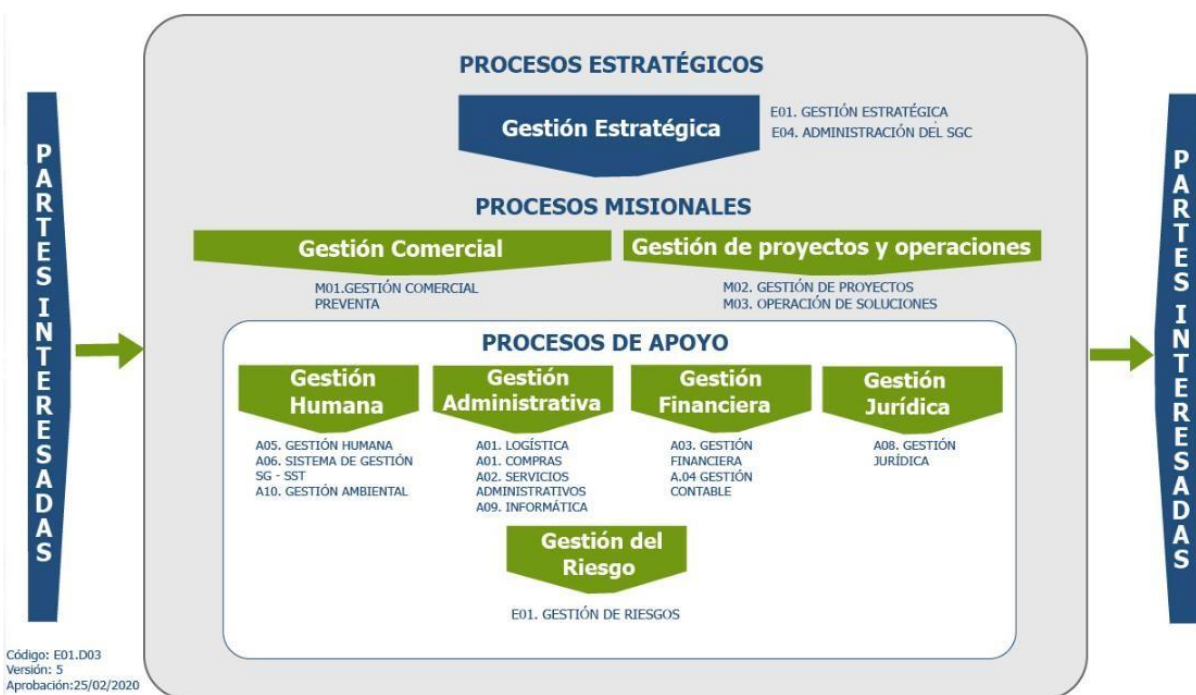 PARTES INTERESADAS
PROCESOS ESTRATÉGICOS
Gestión Estratégica
E01. GESTIÓN ESTRATÉGICA
E04. ADMINISTRACIÓN DEL SGC
PROCESOS MISIONALES
Gestión Comercial
M01.GESTIÓN COMERCIAL
PREVENTA
Gestión de proyectos y operaciones
M02. GESTIÓN DE PROYECTOS
M03. OPERACIÓN DE SOLUCIONES
PROCESOS DE APOYO
Gestión
Humana
A05. GESTIÓN HUMANA
A06. SISTEMA DE GESTIÓN
SG - SST
A10. GESTIÓN AMBIENTAL
Gestión
Administrativa
A01. LOGÍSTICA
A01. COMPRAS
A02. SERVICIOS
ADMINISTRATIVOS
A09. INFORMÁTICA
Gestión
Financiera
A03. GESTIÓN
FINANCIERA
A.04 GESTIÓN
CONTABLE
Gestión
Jurídica
A08. GESTIÓN
JURÍDICA
Gestión del
Riesgo
E01. GESTIÓN DE RIESGOS
PARTES INTERESADAS
Código: E01.D03
Versión: 5
Aprobación:25/02/2020